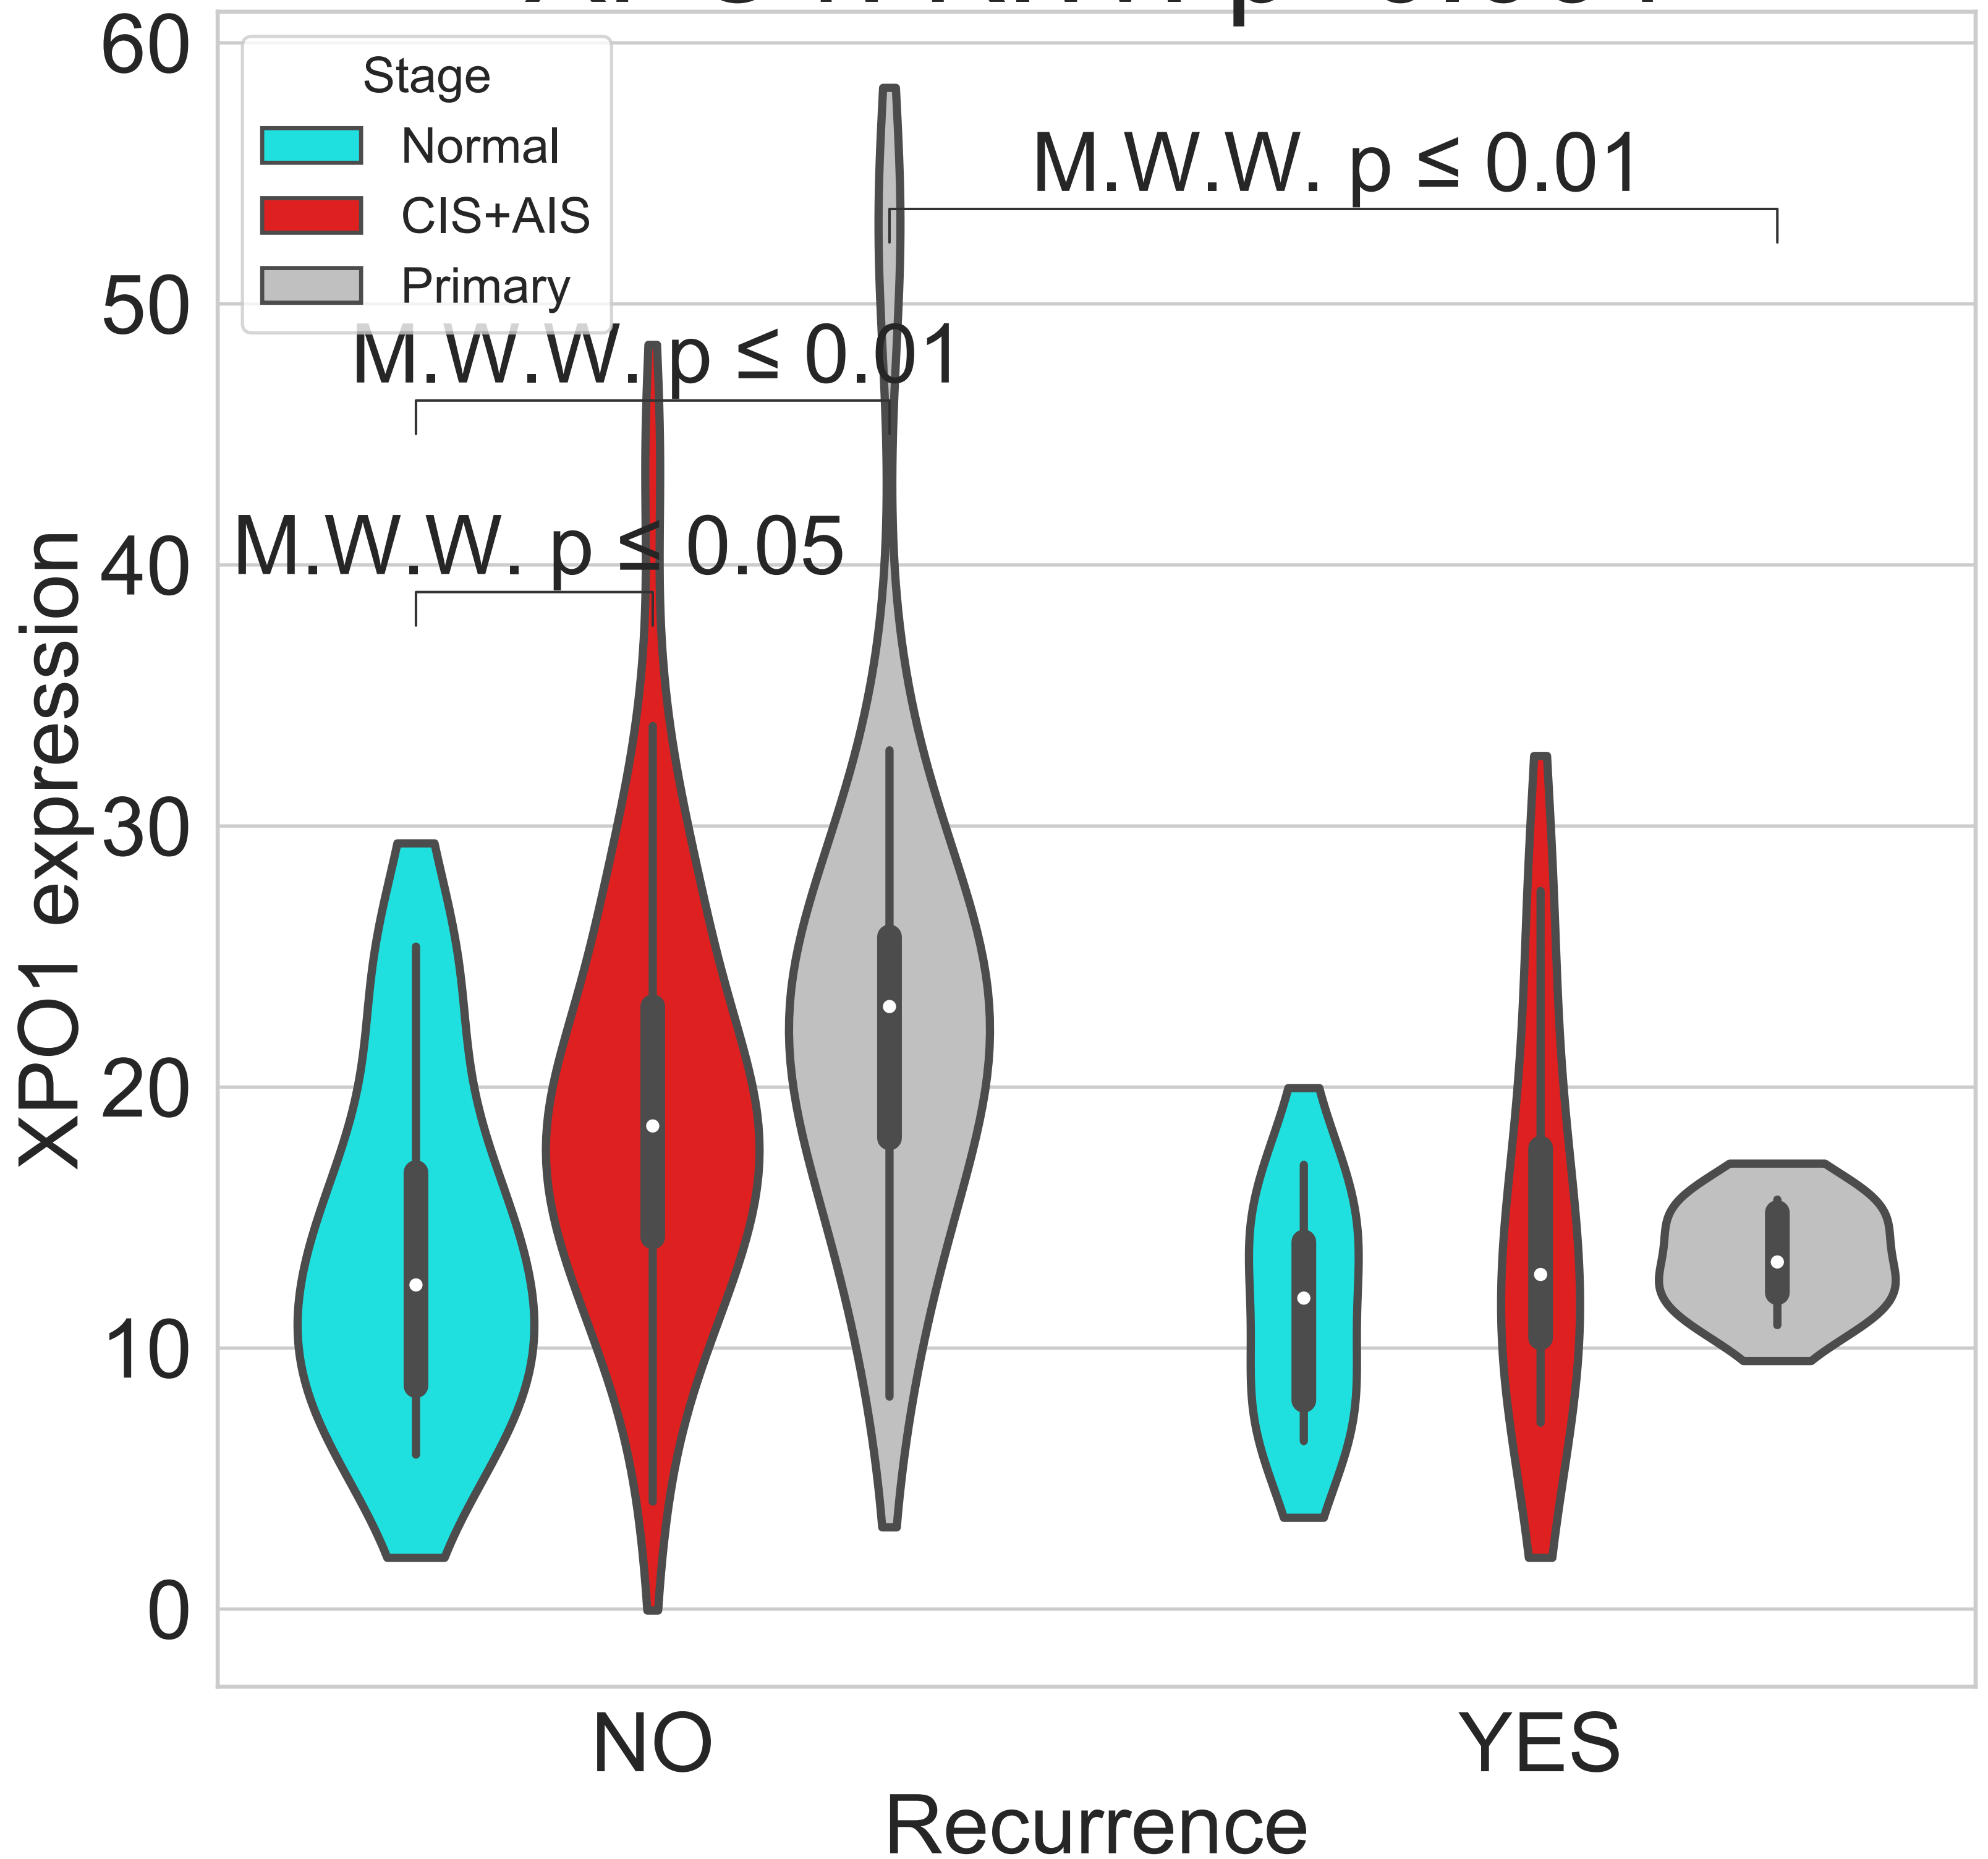 60
Stage
Normal
CIS+AIS
Primary
M.W.W. p ≤ 0.01
50
M.W.W. p ≤ 0.01
M.W.W. p ≤ 0.05
40
30
20
10
0
XPO1 expression
NO
YES
Recurrence